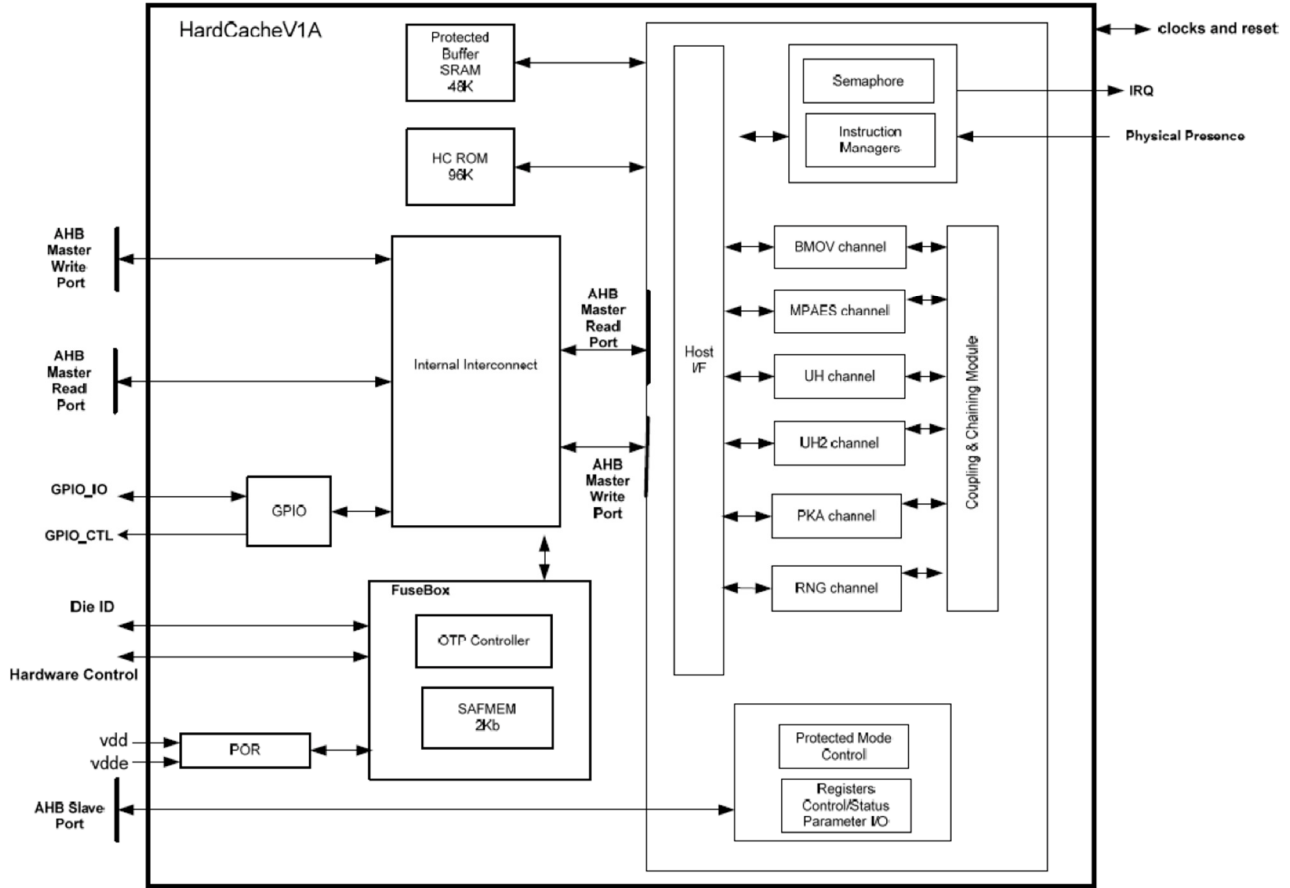 HardCacheV1A
clocks and reset
Protected
Buffer
SRAM
48K
Semaphore
IRQ
Instruction
Managers
Physical Presence
HC ROM
96K
AHB
Master
Write
Port
BMOV channel
AHB
Master
Read
Port
MPAES channel
Host
I/F
Internal Interconnect
AHB
Master
Read
Port
UH channel
Coupling & Chaining Module
UH2 channel
AHB
Master
Write
Port
GPIO_IO
GPIO
GPIO_CTL
PKA channel
RNG channel
FuseBox
Die ID
OTP Controller
Hardware Control
SAFMEM
2Kb
vdd
vdde
POR
Protected Mode
Control
AHB Slave
Port
Registers
Control/Status
Parameter I/O